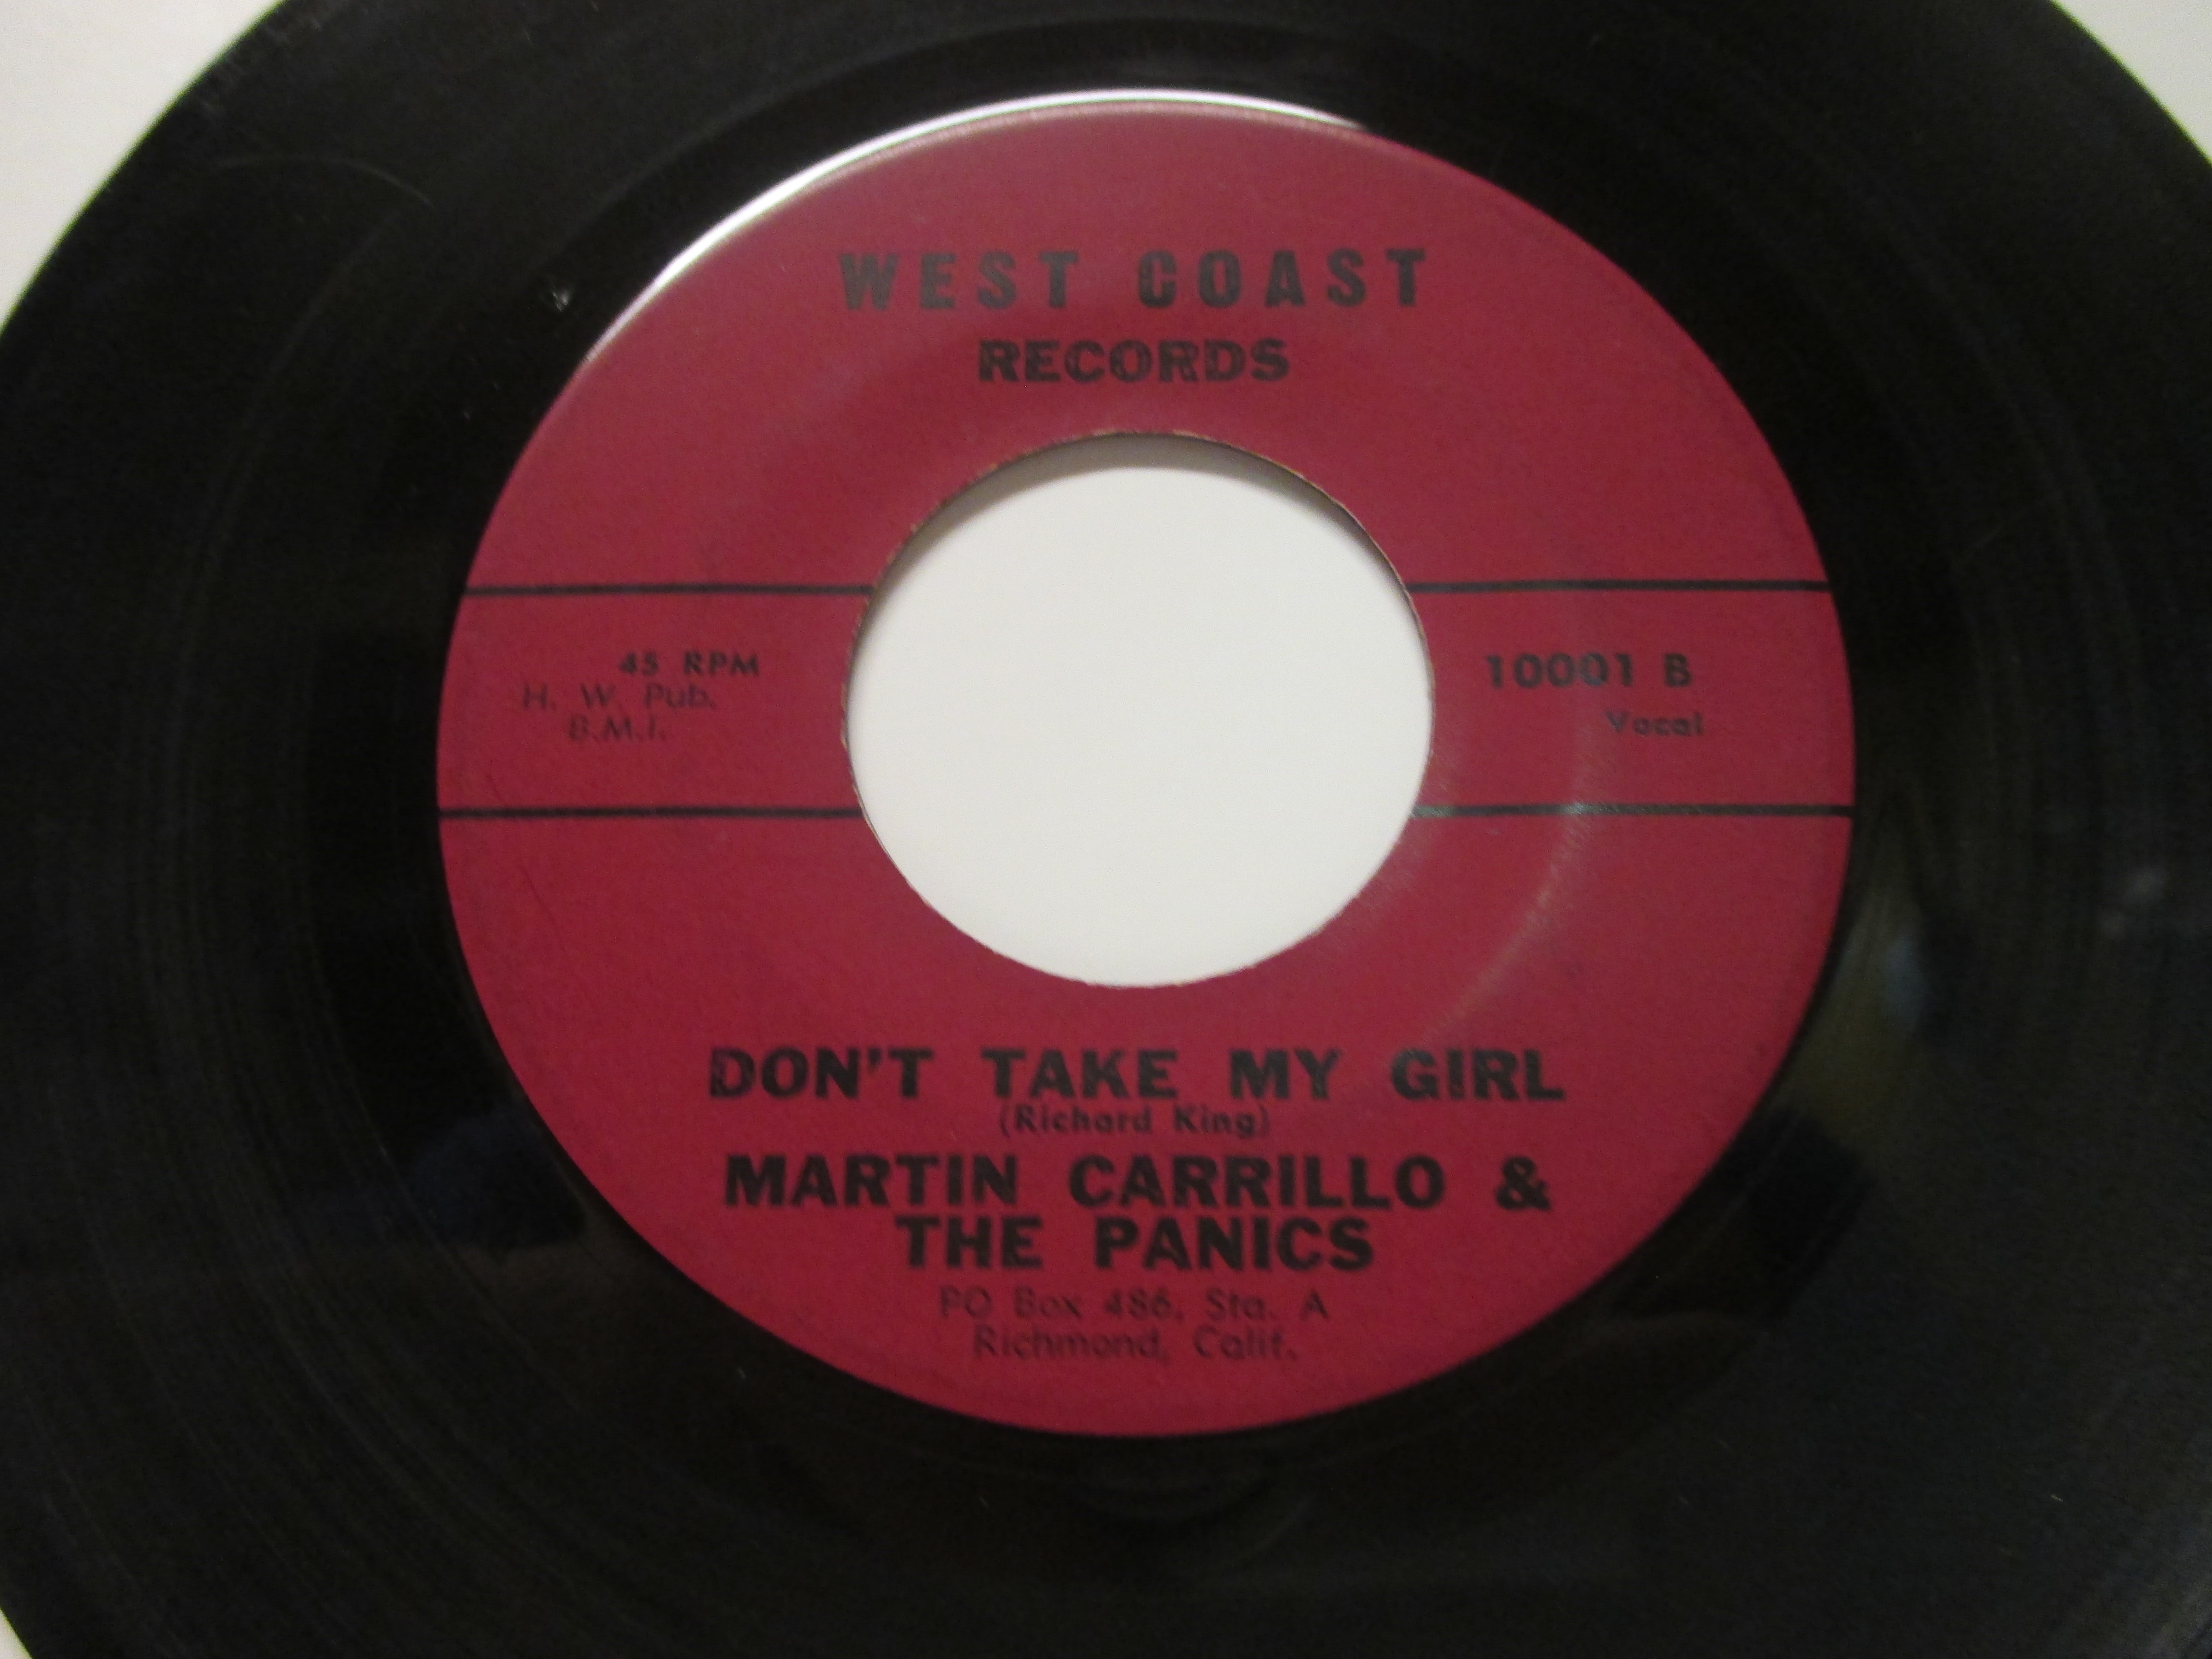 WEST COAST
RECORDS
45 RPM
H. W. Pub.
B.M.I.
10001 B
Vocal
DON'T TAKE MY GIRL
(Richard King)
MARTIN CARRILLO &
THE PANICS
PO Box 486, Sta. A
Richmond, Calif.